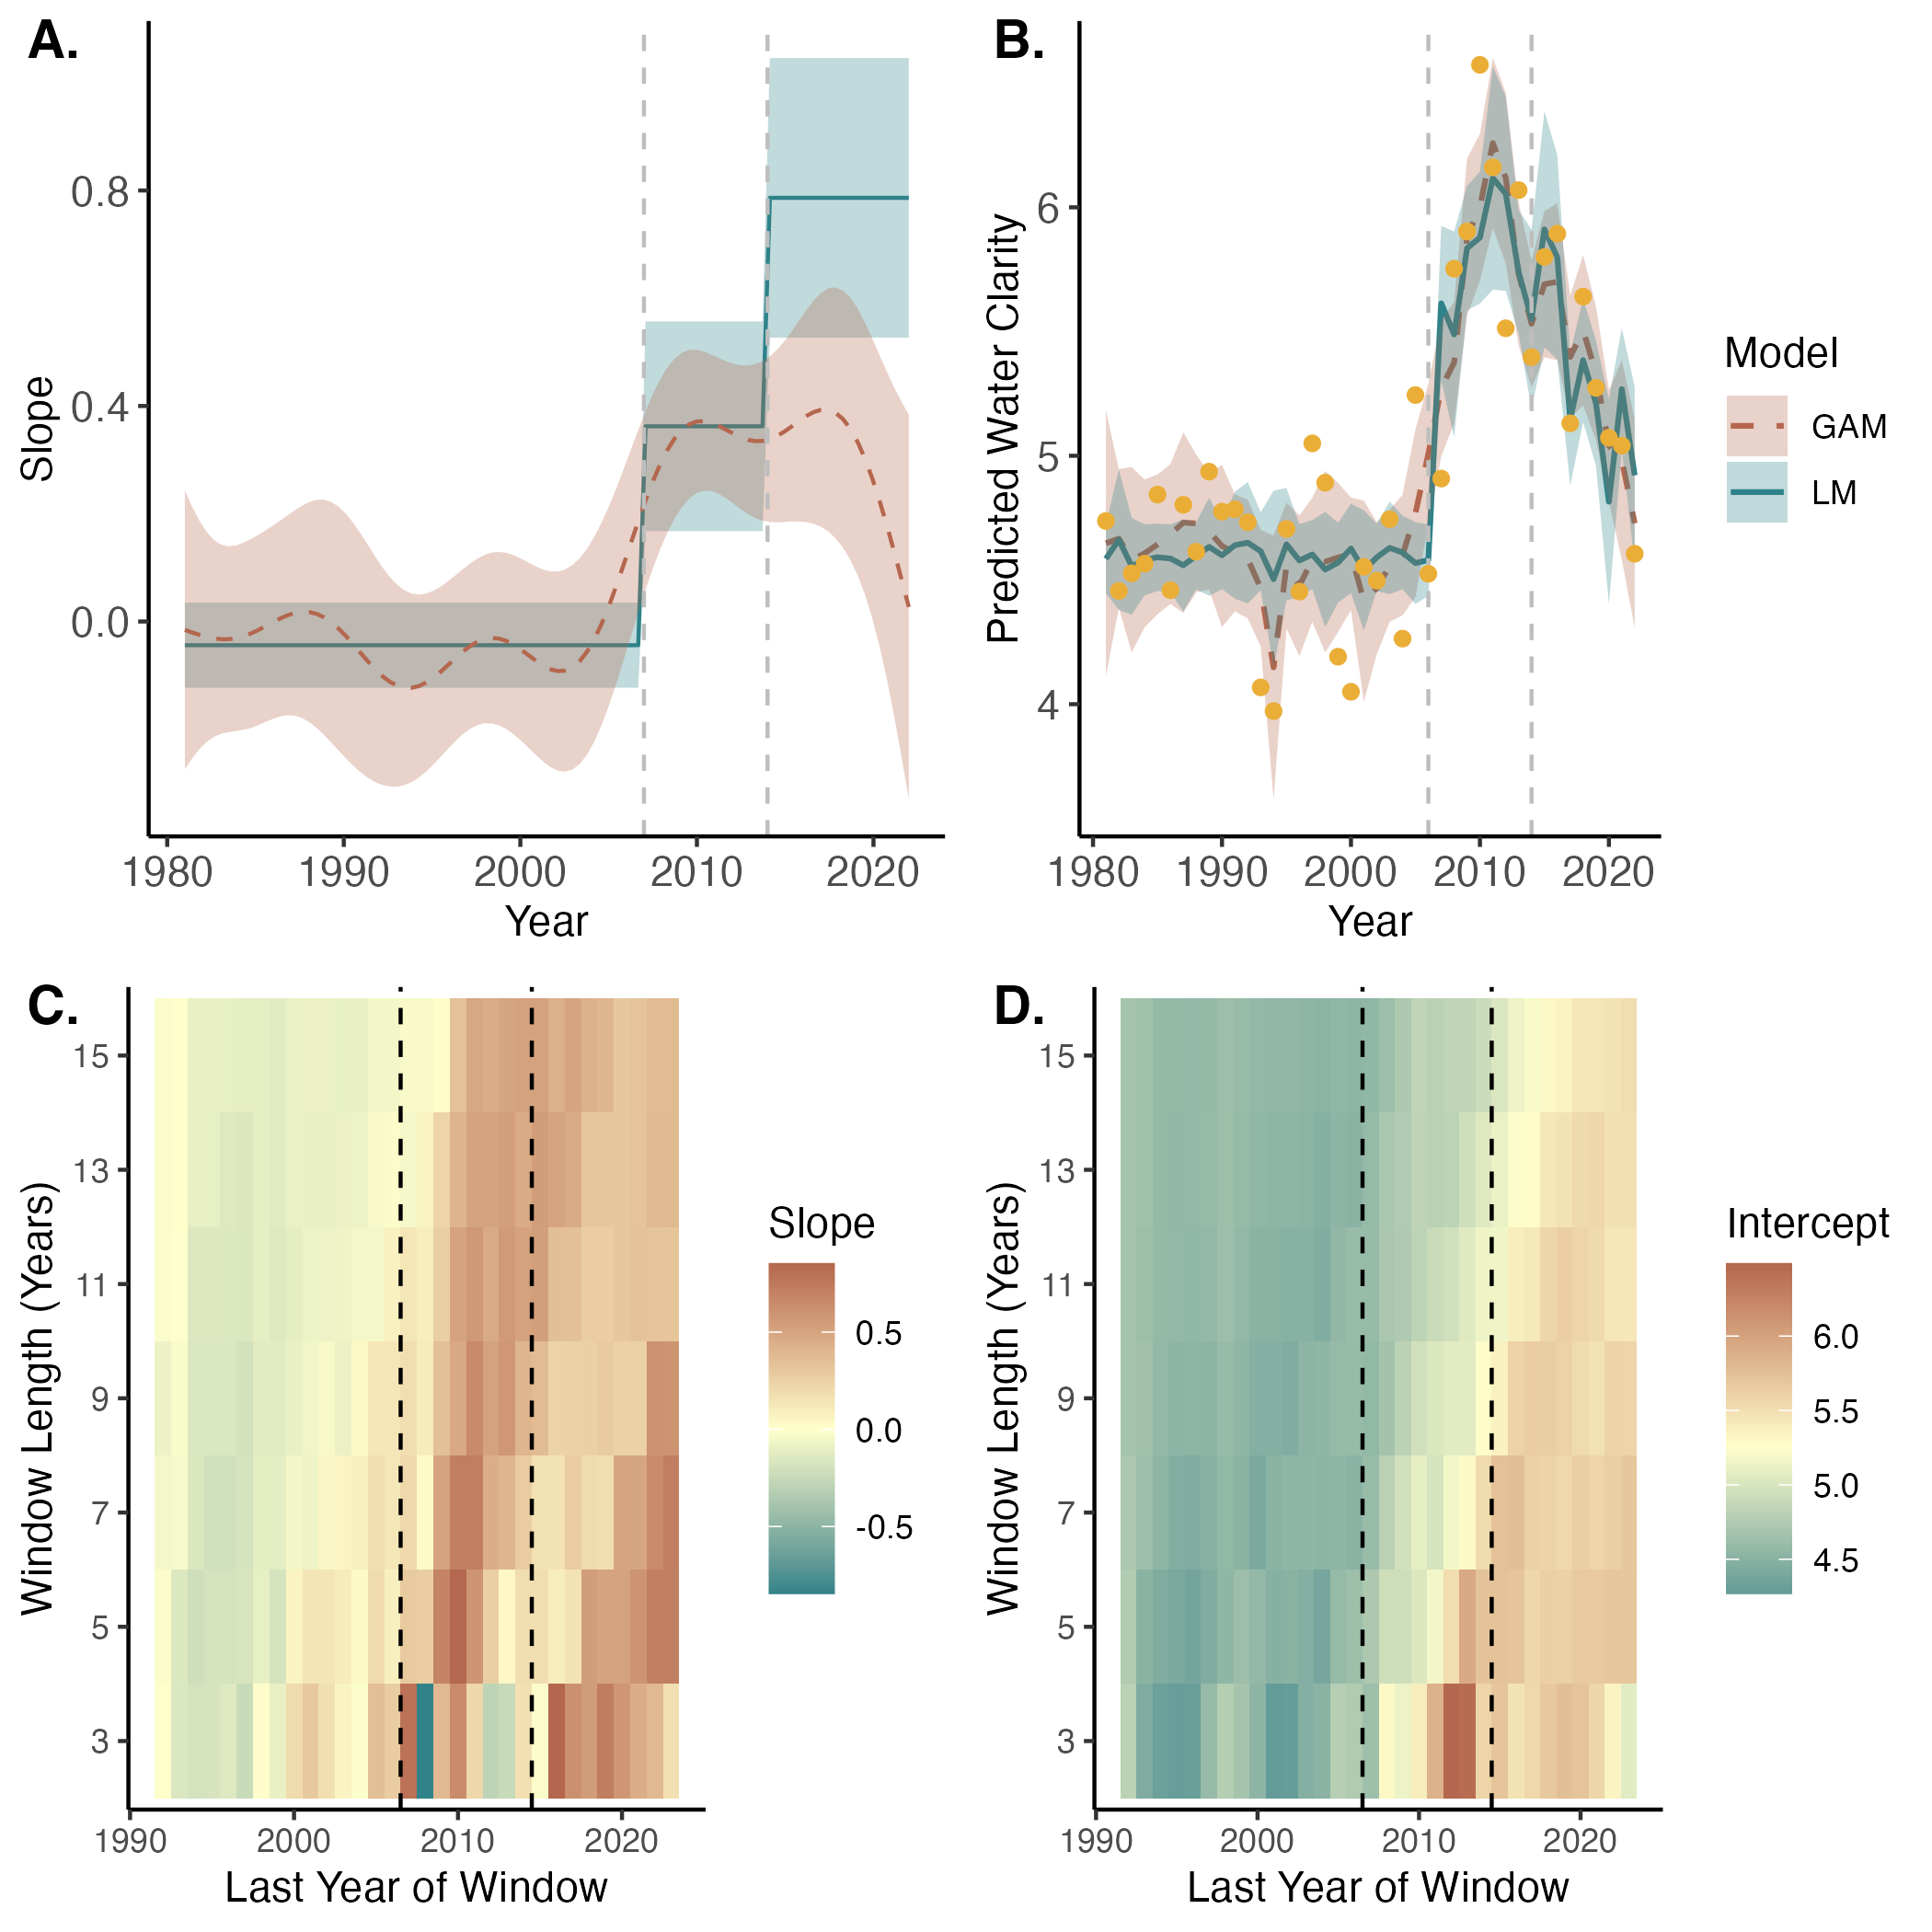 A.
Slope
0.8
0.4
0.0
1980 1990 2000 2010 2020
Year
B.
Predicted Water Clarity
6
5
4
1980 1990 2000 2010 2020
Year
Model
GAM
LM
C.
Window Length (Years)
15
13
11
9
7
5
3
1990 2000 2010 2020
Last Year of Window
Slope
0.5
0.0
-0.5
D.
Window Length (Years)
15
13
11
9
7
5
3
1990 2000 2010 2020
Last Year of Window
Intercept
6.0
5.5
5.0
4.5